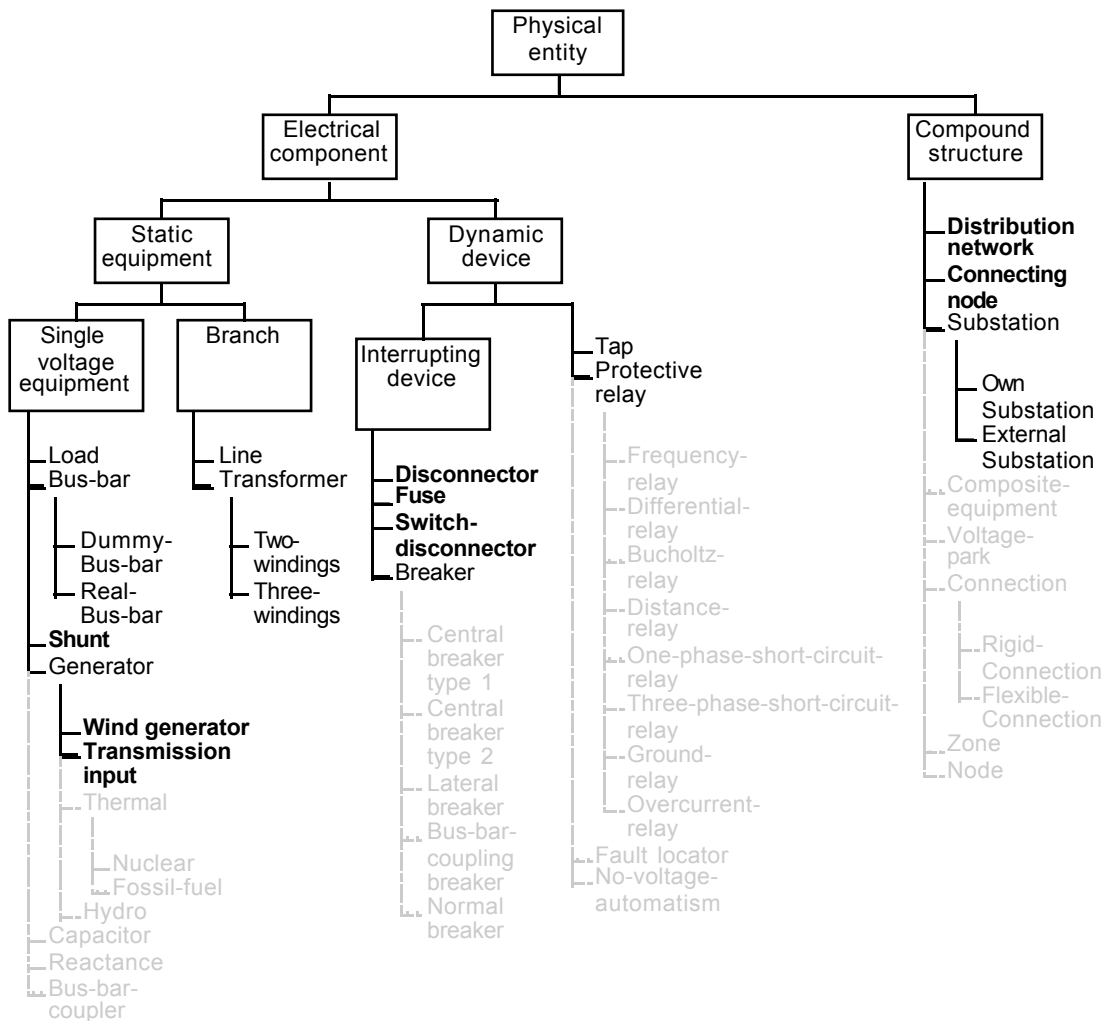 Physical
entity
Electrical
component
Compound
structure
Static
equipment
Dynamic
device
Single
voltage
equipment
Branch
Interrupting
device
Load
Bus-bar
Dummy-
Bus-bar
Real-
Bus-bar
Shunt
Generator
Wind generator
Transmission
input
Thermal
Nuclear
Fossil-fuel
Hydro
Capacitor
Reactance
Bus-bar-
coupler
Line
Transformer
Two-
windings
Three-
windings
Disconnector
Fuse
Switch-
disconnector
Breaker
Central
breaker
type 1
Central
breaker
type 2
Lateral
breaker
Bus-bar-
coupling
breaker
Normal
breaker
Tap
Protective
relay
Frequency-
relay
Differential-
relay
Bucholtz-
relay
Distance-
relay
One-phase-short-circuit-
relay
Three-phase-short-circuit-
relay
Ground-
relay
Overcurrent-
relay
Fault locator
No-voltage-
automatism
Distribution
network
Connecting
node
Substation
Own
Substation
External
Substation
Composite-
equipment
Voltage-
park
Connection
Rigid-
Connection
Flexible-
Connection
Zone
Node